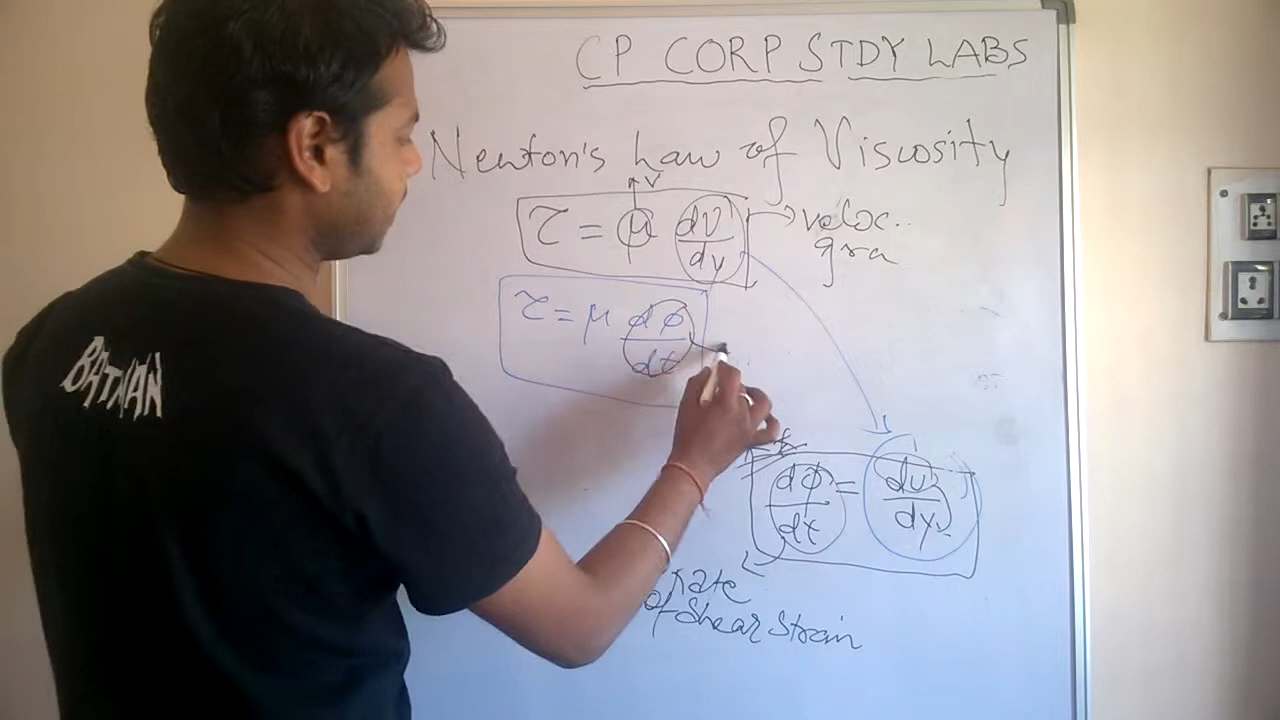 CP CORP STDY LABS
Newton's Law of Viscosity
v
τ = μ dv/dy → veloc..
gra
τ = μ dϕ/dt
dϕ/dt = dv/dy
rate
of Shear Strain
BATMAN